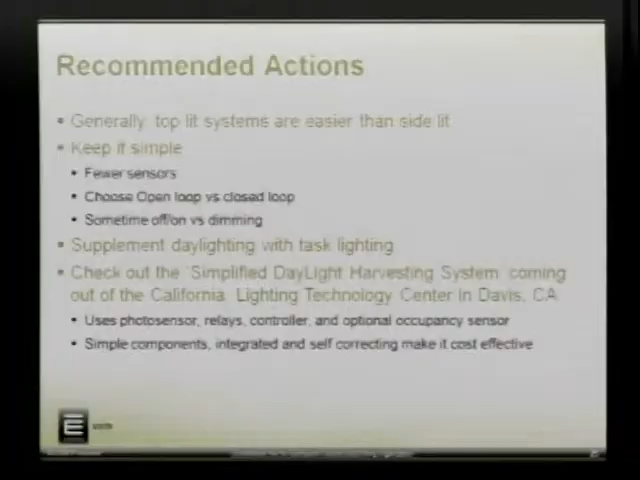 Recommended Actions
• Generally top lit systems are easier than side lit
• Keep it simple
• Fewer sensors
• Choose Open loop vs closed loop
• Sometime off/on vs dimming
• Supplement daylighting with task lighting
• Check out the 'Simplified DayLight Harvesting System' coming
out of the California Lighting Technology Center in Davis, CA
• Uses photosensor, relays, controller, and optional occupancy sensor
• Simple components, integrated and self correcting make it cost effective